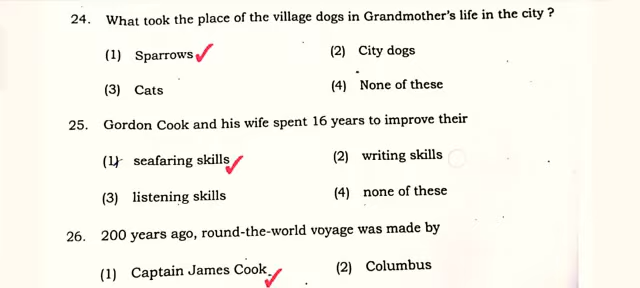 24. What took the place of the village dogs in Grandmother's life in the city ?
(1) Sparrows (2) City dogs
(3) Cats (4) None of these
25. Gordon Cook and his wife spent 16 years to improve their
(1) seafaring skills (2) writing skills
(3) listening skills (4) none of these
26. 200 years ago, round-the-world voyage was made by
(1) Captain James Cook (2) Columbus